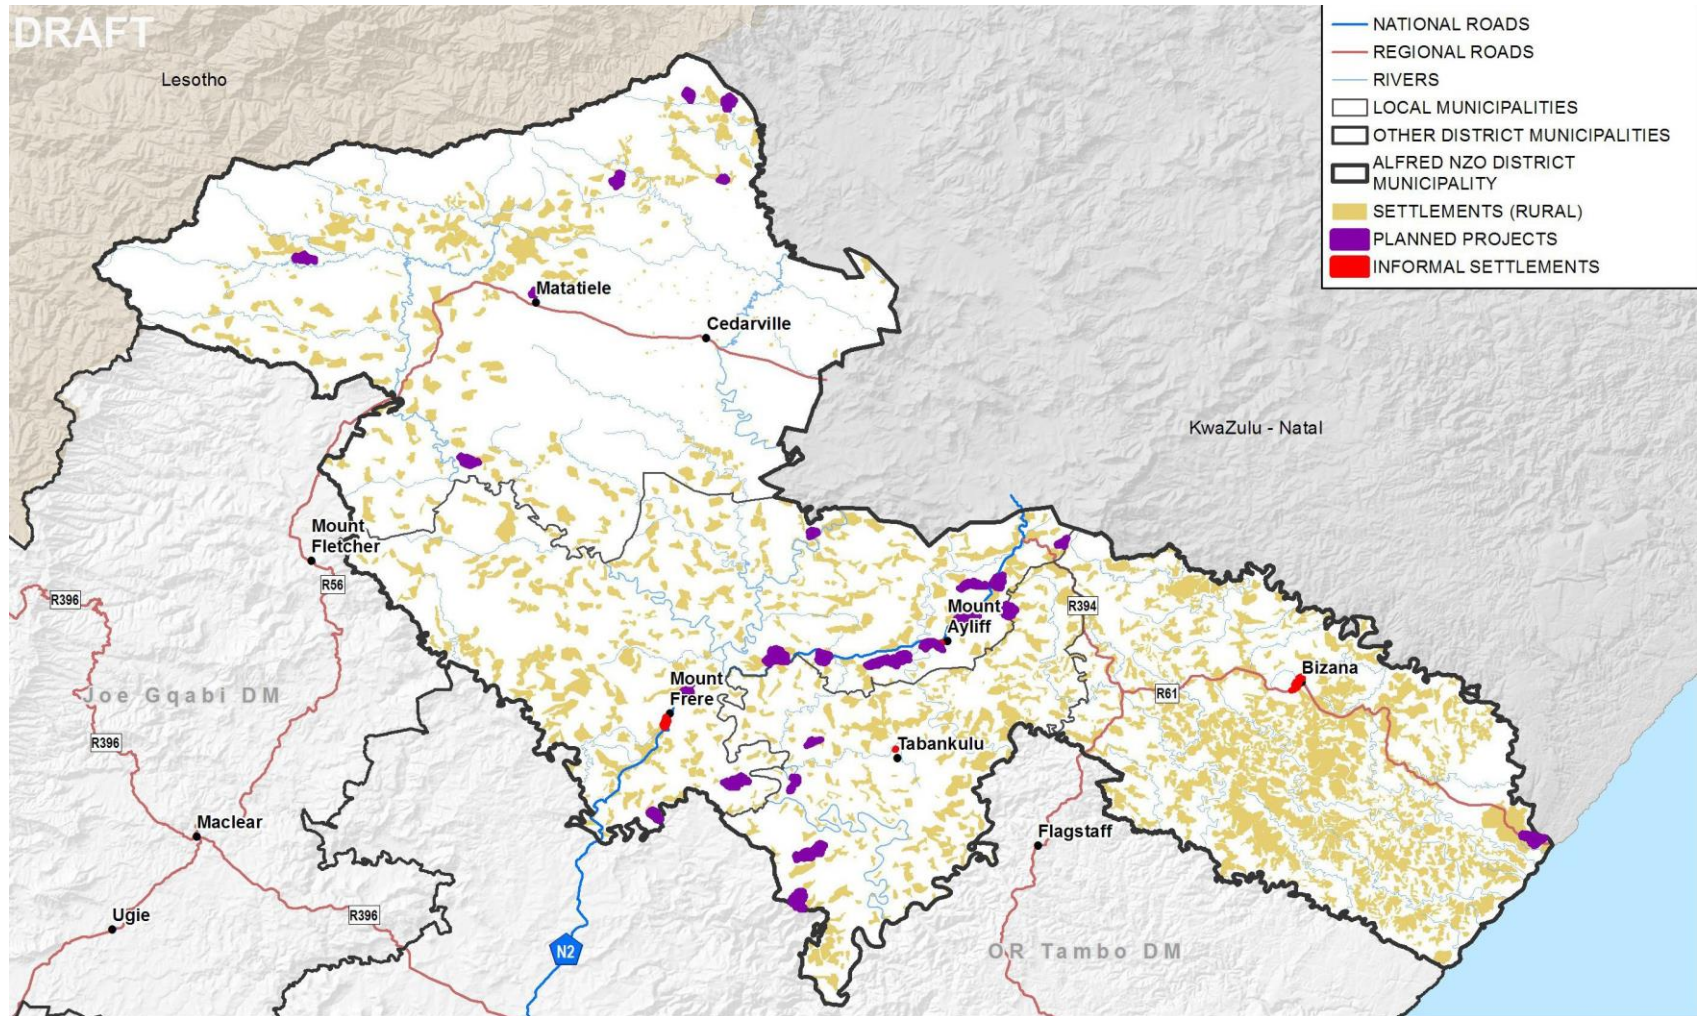 DRAFT
Lesotho
NATIONAL ROADS
REGIONAL ROADS
RIVERS
LOCAL MUNICIPALITIES
OTHER DISTRICT MUNICIPALITIES
ALFRED NZO DISTRICT
MUNICIPALITY
SETTLEMENTS (RURAL)
PLANNED PROJECTS
INFORMAL SETTLEMENTS
Matatiele
Cedarville
KwaZulu - Natal
Mount
Fletcher
R56
R396
Mount
Ayliff
R394
Bizana
R61
Mount
Frere
Joe Gqabi DM
R396
Tabankulu
Maclear
Flagstaff
Ugie
R396
N2
OR Tambo DM